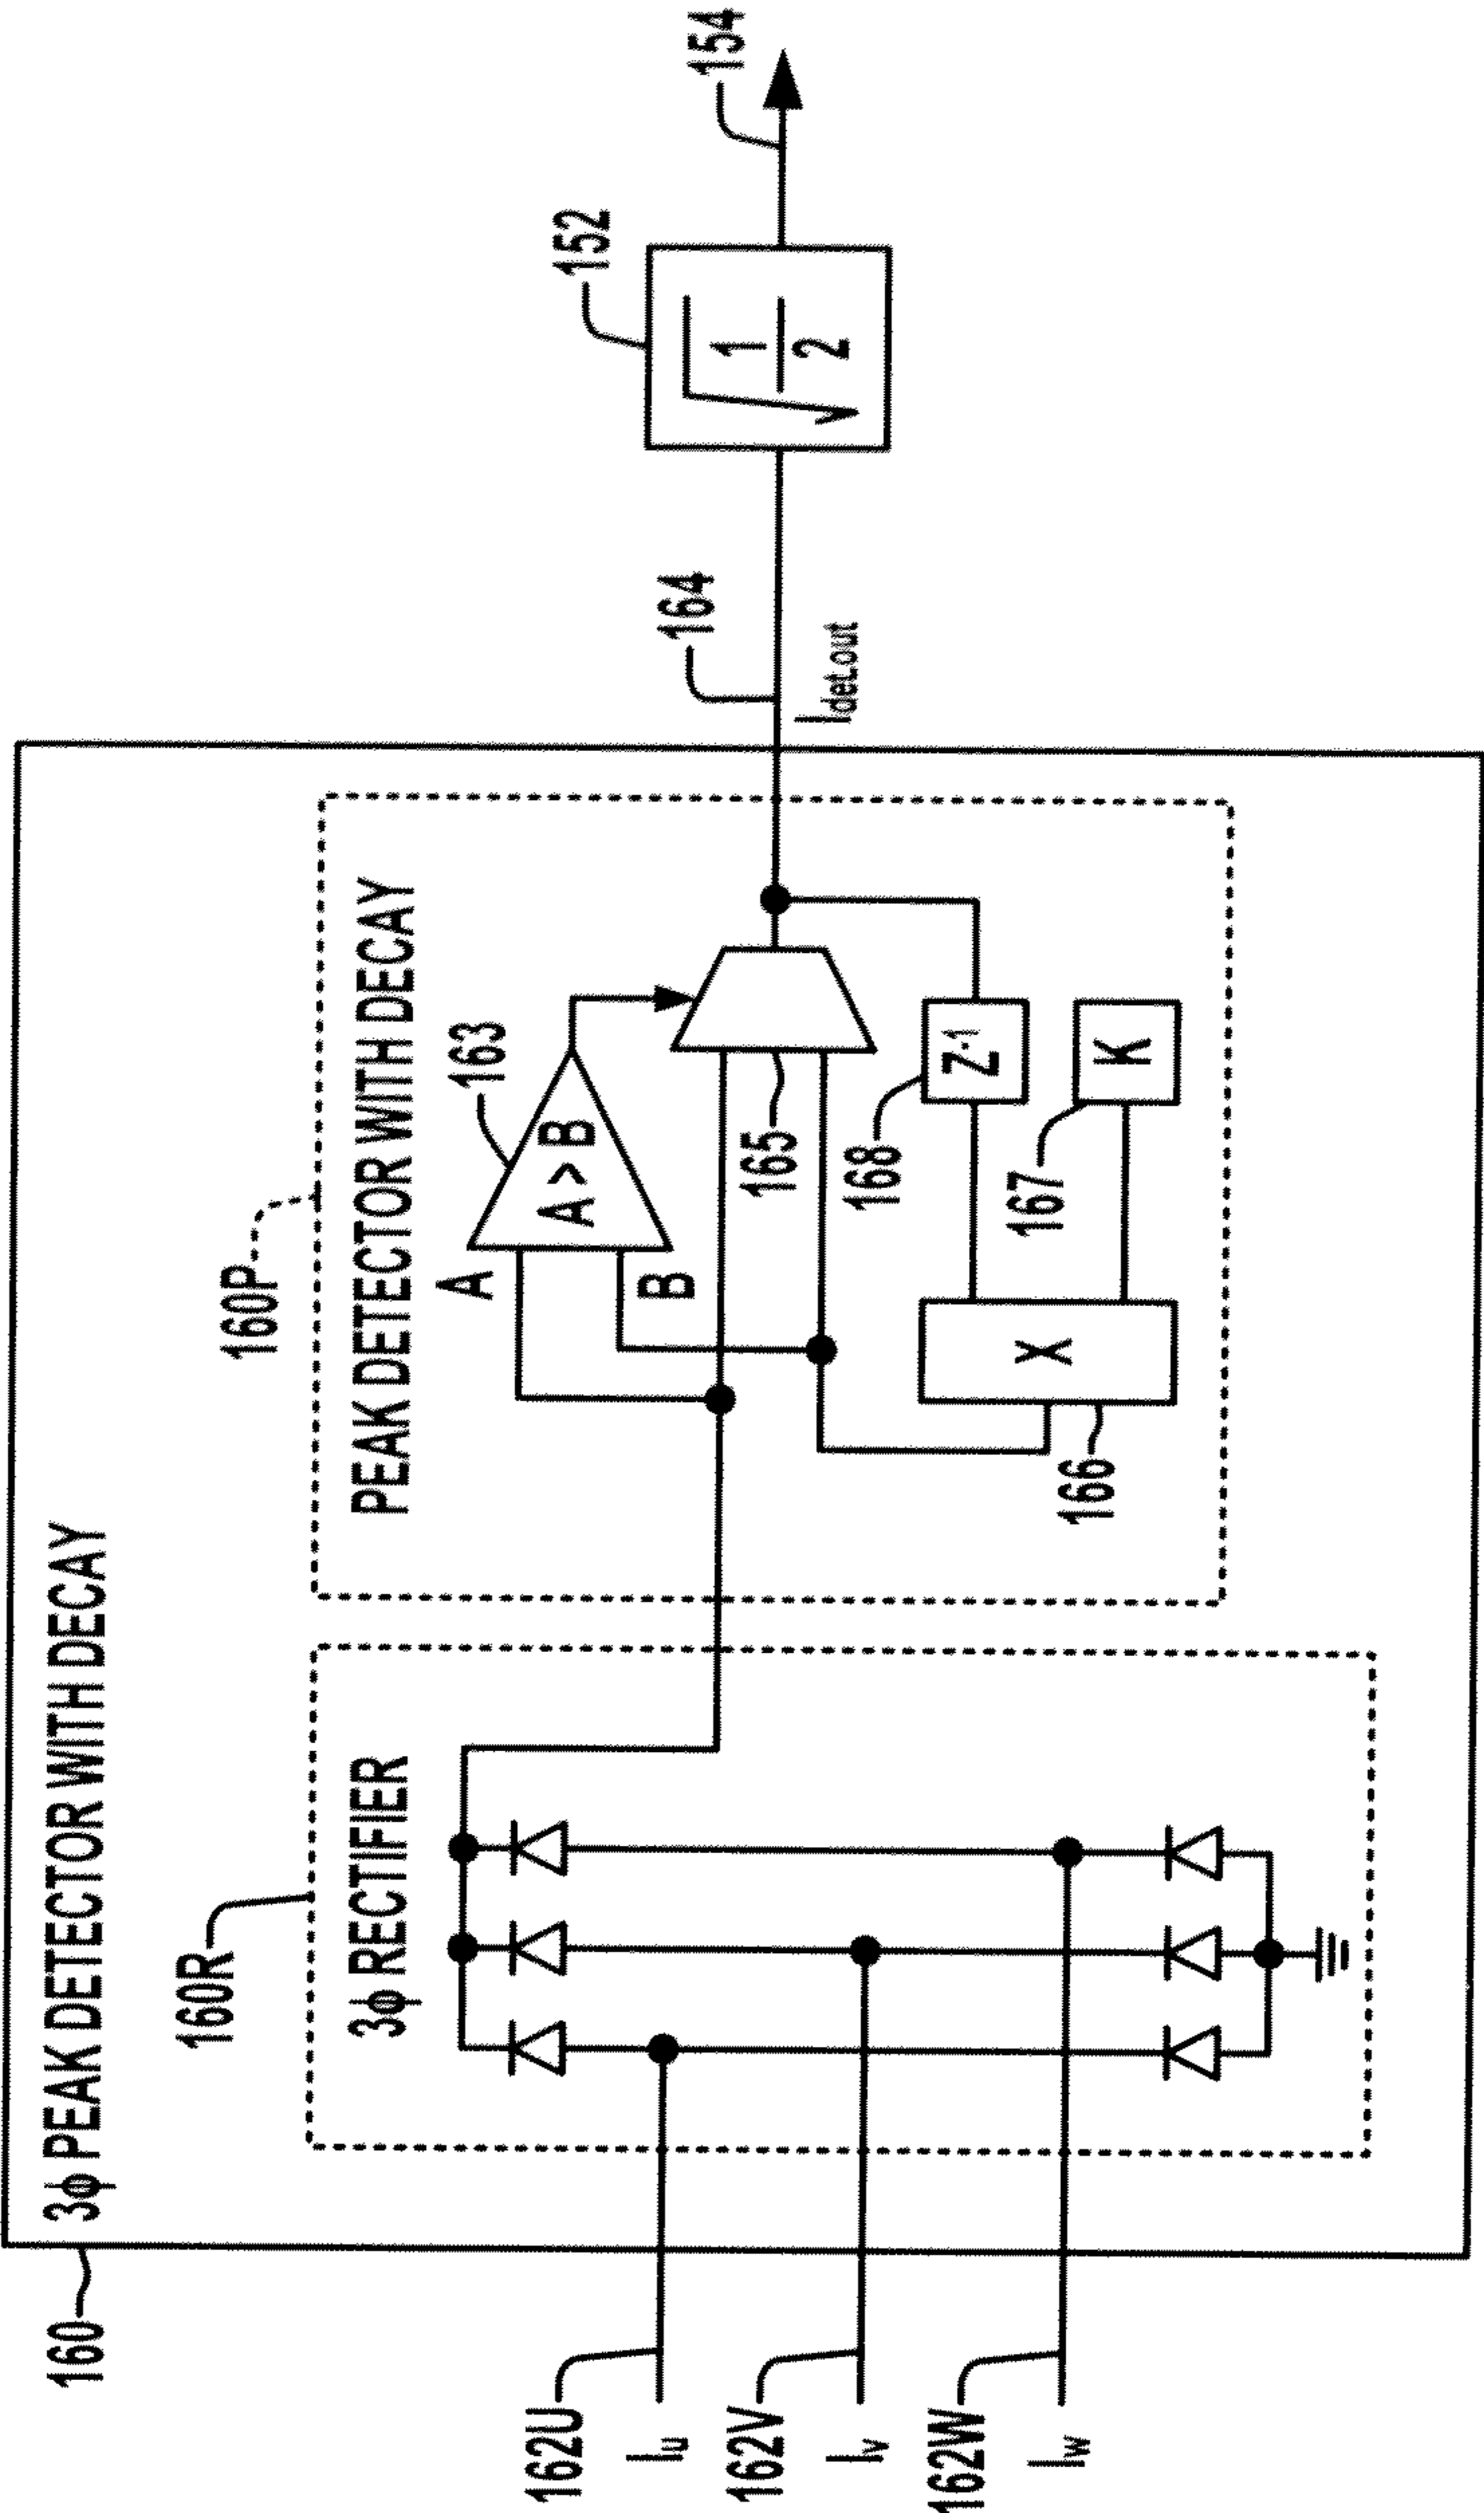 160
3ϕ PEAK DETECTOR WITH DECAY
160R
3ϕ RECTIFIER
160P
PEAK DETECTOR WITH DECAY
163
A
B
A > B
165
168
Z-1
167
K
X
166
162U
Iu
162V
Iv
162W
Iw
164
Idet.out
152
√1/2
154